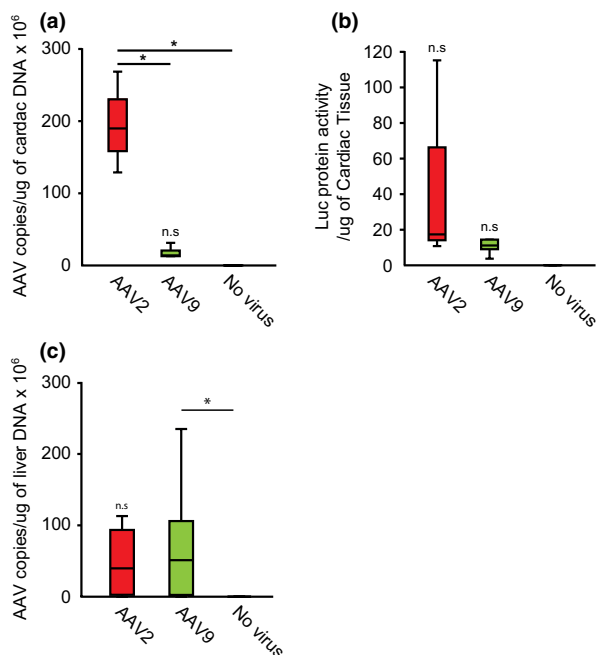 (a)
AAV copies/ug of cardac DNA x 10⁶
300
200
100
0
*
*
n.s
AAV2
AAV9
No virus
(b)
Luc protein activity
/ug of Cardiac Tissue
120
100
80
60
40
20
0
n.s
n.s
AAV2
AAV9
No virus
(c)
AAV copies/ug of liver DNA x 10⁶
300
200
100
0
n.s
*
AAV2
AAV9
No virus